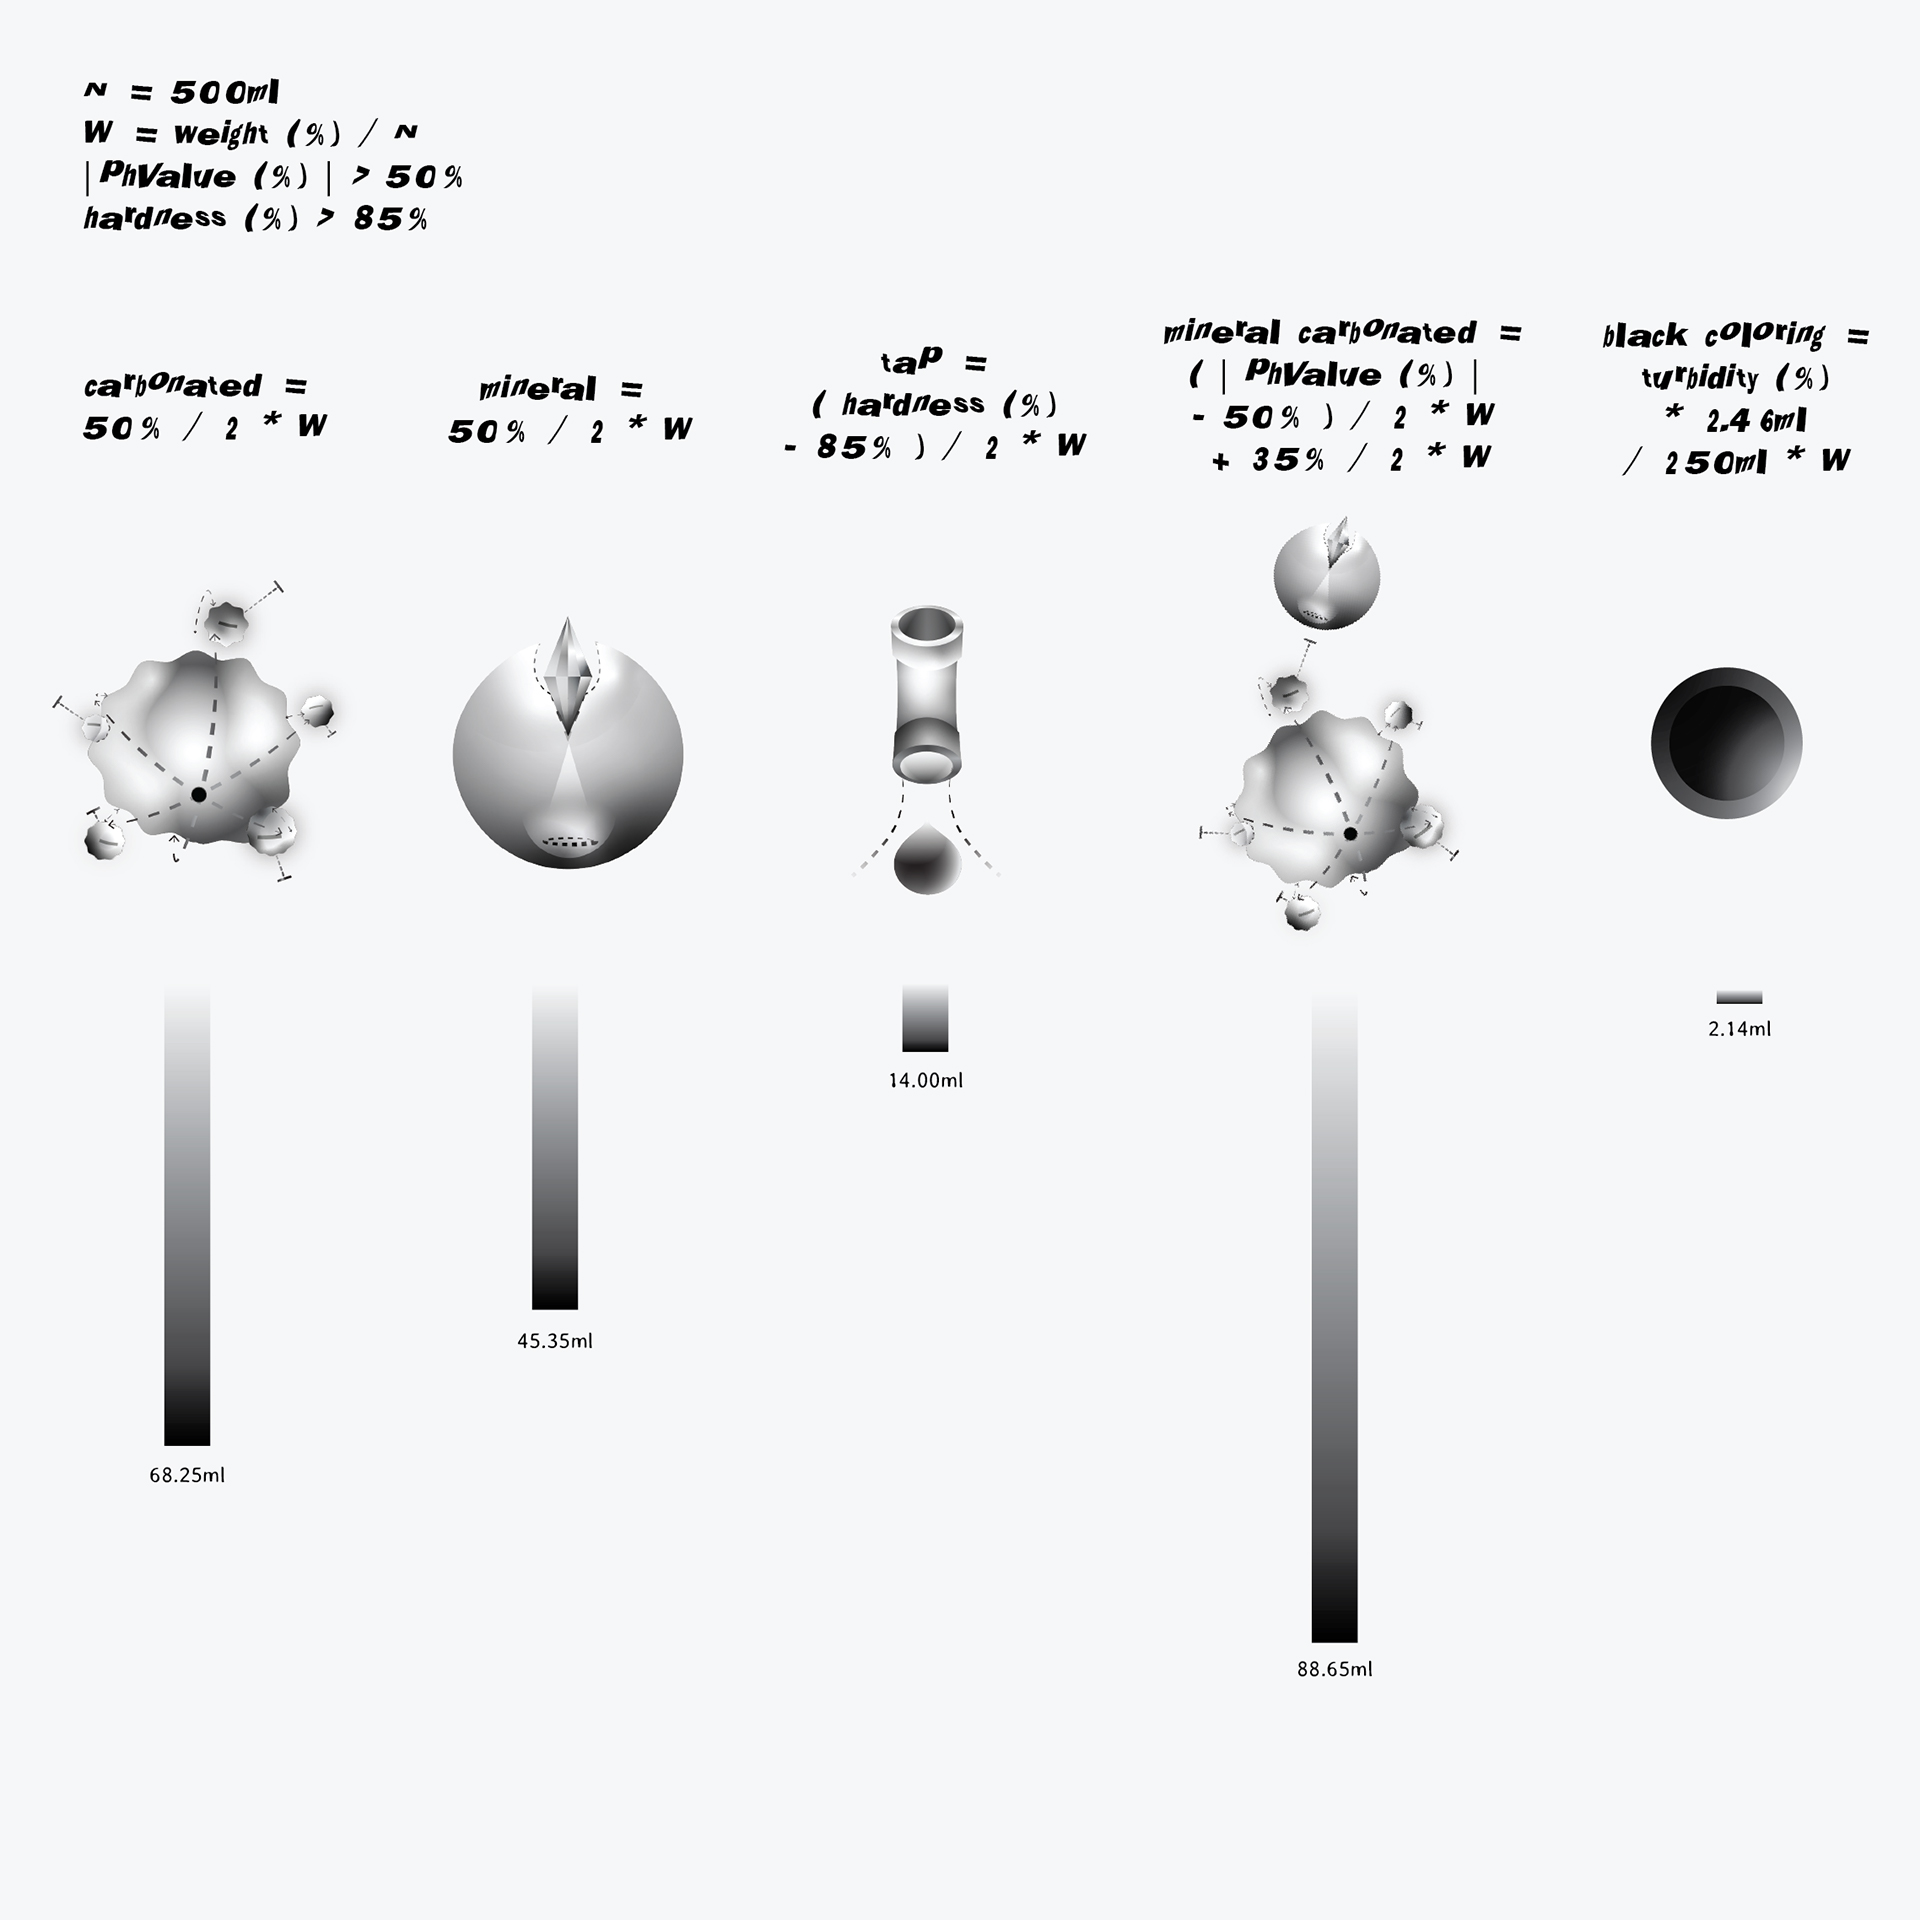 N = 500ml
W = weight (%) / N
|PhValue (%) | > 50%
hardness (%) > 85%
carbonated =
50% / 2 * W
mineral =
50% / 2 * W
tap =
( hardness (%)
- 85% ) / 2 * W
mineral carbonated =
( | PhValue (%) |
- 50% ) / 2 * W
+ 35% / 2 * W
black coloring =
turbidity (%)
* 2.46ml
/ 250ml * W
68.25ml
45.35ml
14.00ml
88.65ml
2.14ml